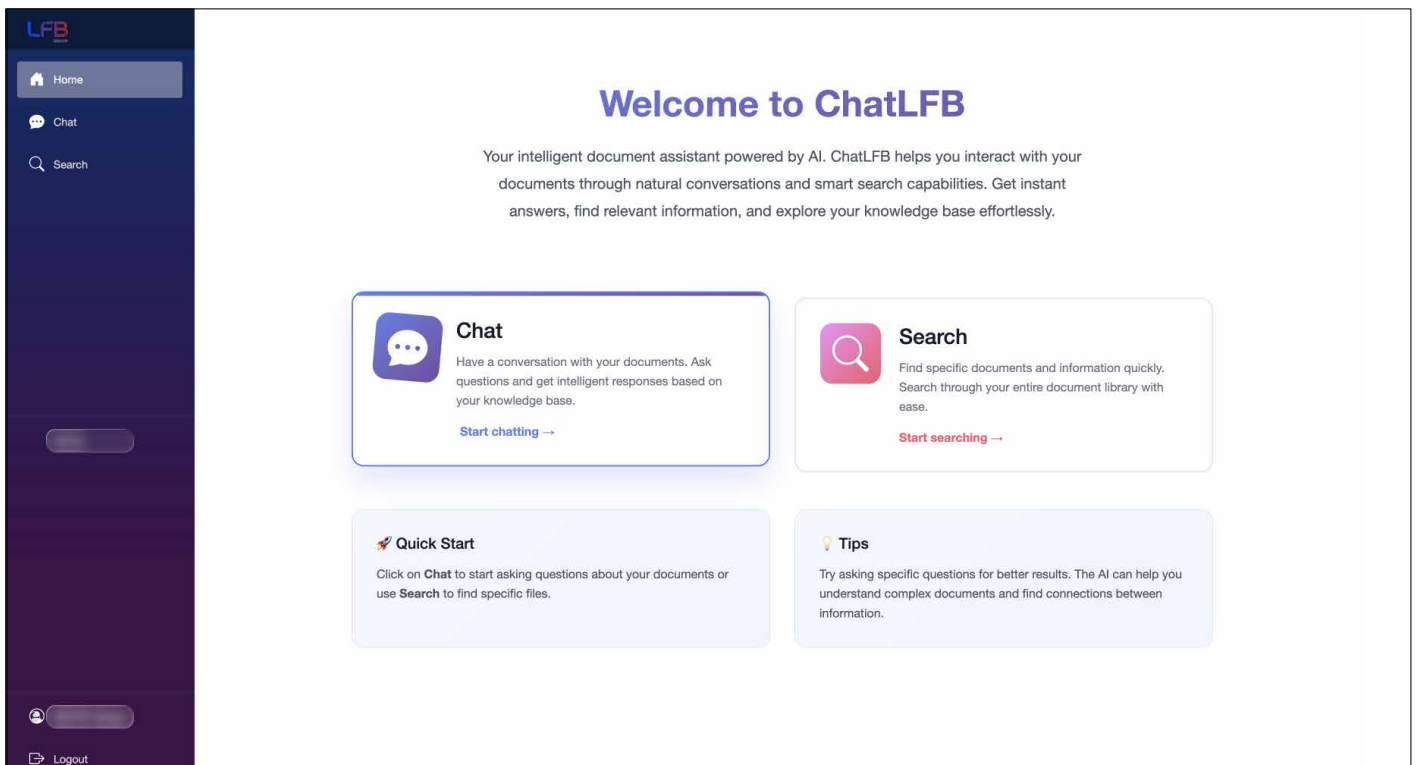 LFB
GROUP
Home
Chat
Search
Logout
Welcome to ChatLFB
Your intelligent document assistant powered by AI. ChatLFB helps you interact with your
documents through natural conversations and smart search capabilities. Get instant
answers, find relevant information, and explore your knowledge base effortlessly.
Chat
Have a conversation with your documents. Ask
questions and get intelligent responses based on
your knowledge base.
Start chatting →
Search
Find specific documents and information quickly.
Search through your entire document library with
ease.
Start searching →
🚀 Quick Start
Click on Chat to start asking questions about your documents or
use Search to find specific files.
💡 Tips
Try asking specific questions for better results. The AI can help you
understand complex documents and find connections between
information.